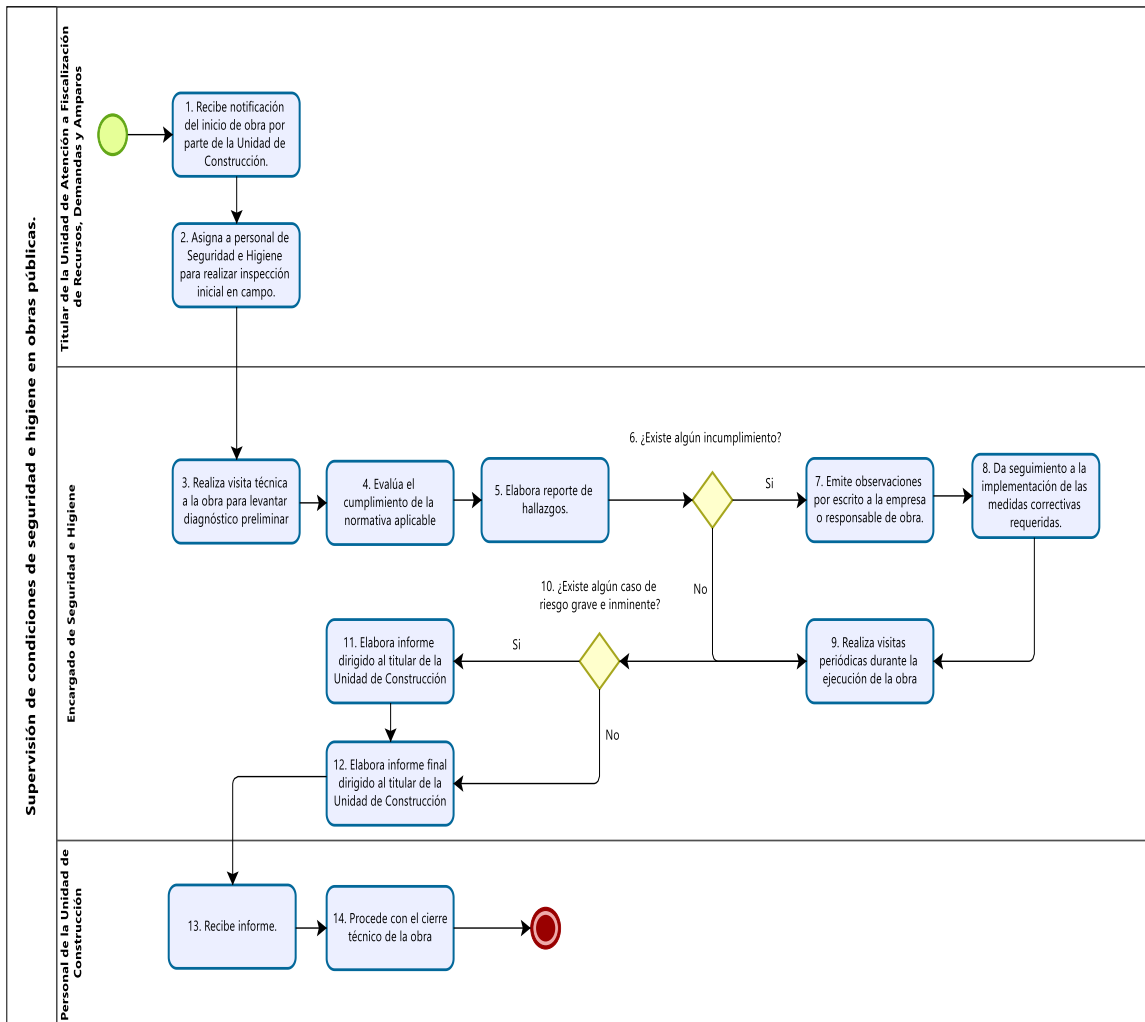 Supervisión de condiciones de seguridad e higiene en obras públicas.
Titular de la Unidad de Atención a Fiscalización
de Recursos, Demandas y Amparos
1. Recibe notificación
del inicio de obra por
parte de la Unidad de
Construcción.
2. Asigna a personal de
Seguridad e Higiene
para realizar inspección
inicial en campo.
Encargado de Seguridad e Higiene
3. Realiza visita técnica
a la obra para levantar
diagnóstico preliminar
4. Evalúa el
cumplimiento de la
normativa aplicable
5. Elabora reporte de
hallazgos.
6. ¿Existe algún incumplimiento?
Si
No
7. Emite observaciones
por escrito a la empresa
o responsable de obra.
8. Da seguimiento a la
implementación de las
medidas correctivas
requeridas.
9. Realiza visitas
periódicas durante la
ejecución de la obra
10. ¿Existe algún caso de
riesgo grave e inminente?
Si
No
11. Elabora informe
dirigido al titular de la
Unidad de Construcción
12. Elabora informe final
dirigido al titular de la
Unidad de Construcción
Personal de la Unidad de
Construcción
13. Recibe informe.
14. Procede con el cierre
técnico de la obra